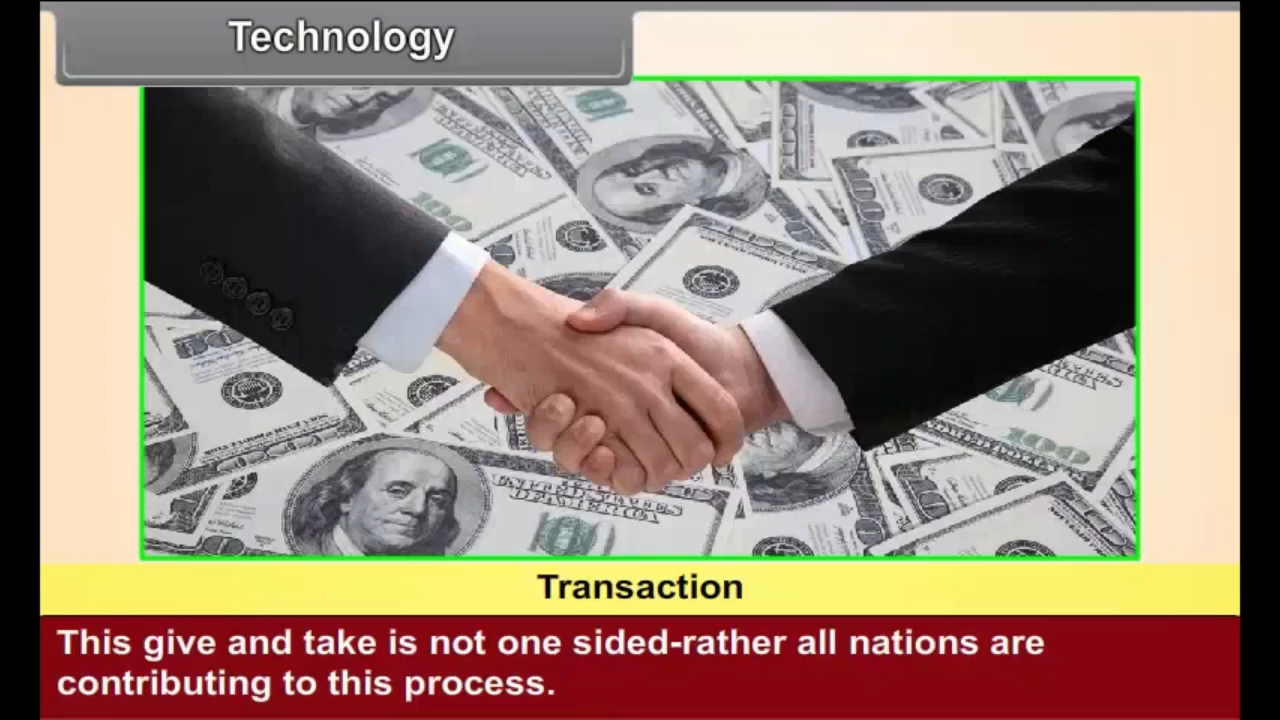 Technology
Transaction
This give and take is not one sided-rather all nations are
contributing to this process.